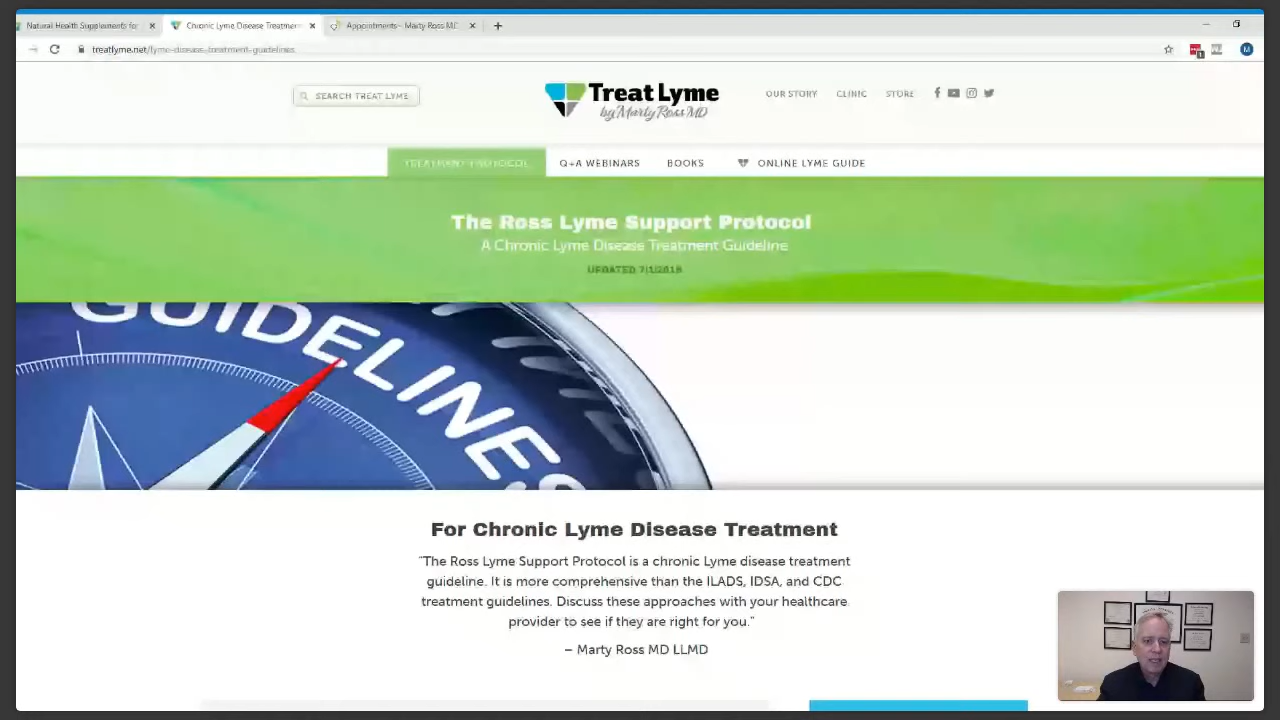 Natural Health Supplements for
Chronic Lyme Disease Treatment
Appointments – Marty Ross MD
treatlyme.net/lyme-disease-treatment-guidelines
SEARCH TREAT LYME
Treat Lyme
by Marty Ross MD
OUR STORY
CLINIC
STORE
TREATMENT PROTOCOL
Q+A WEBINARS
BOOKS
ONLINE LYME GUIDE
The Ross Lyme Support Protocol
A Chronic Lyme Disease Treatment Guideline
GUIDELINES
For Chronic Lyme Disease Treatment
"The Ross Lyme Support Protocol is a chronic Lyme disease treatment
guideline. It is more comprehensive than the ILADS, IDSA, and CDC
treatment guidelines. Discuss these approaches with your healthcare
provider to see if they are right for you."
– Marty Ross MD LLMD